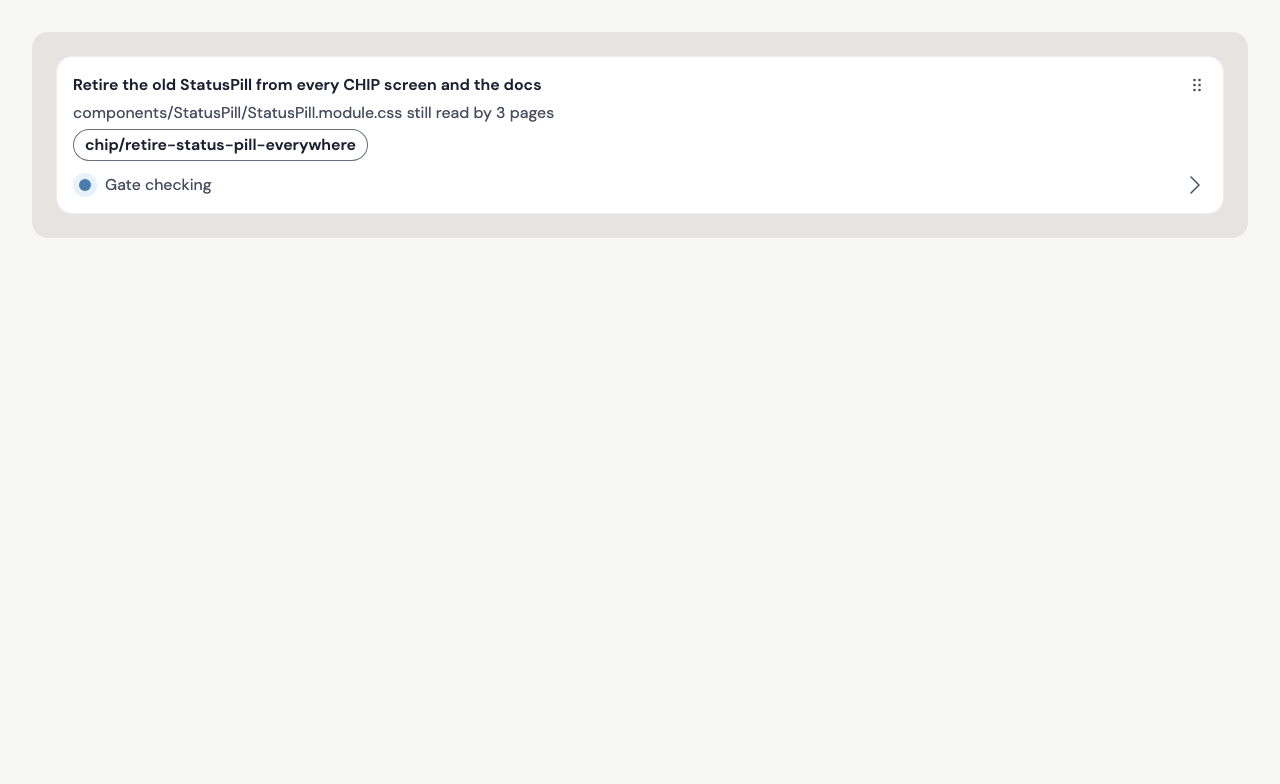 Retire the old StatusPill from every CHIP screen and the docs
components/StatusPill/StatusPill.module.css still read by 3 pages
chip/retire-status-pill-everywhere
Gate checking